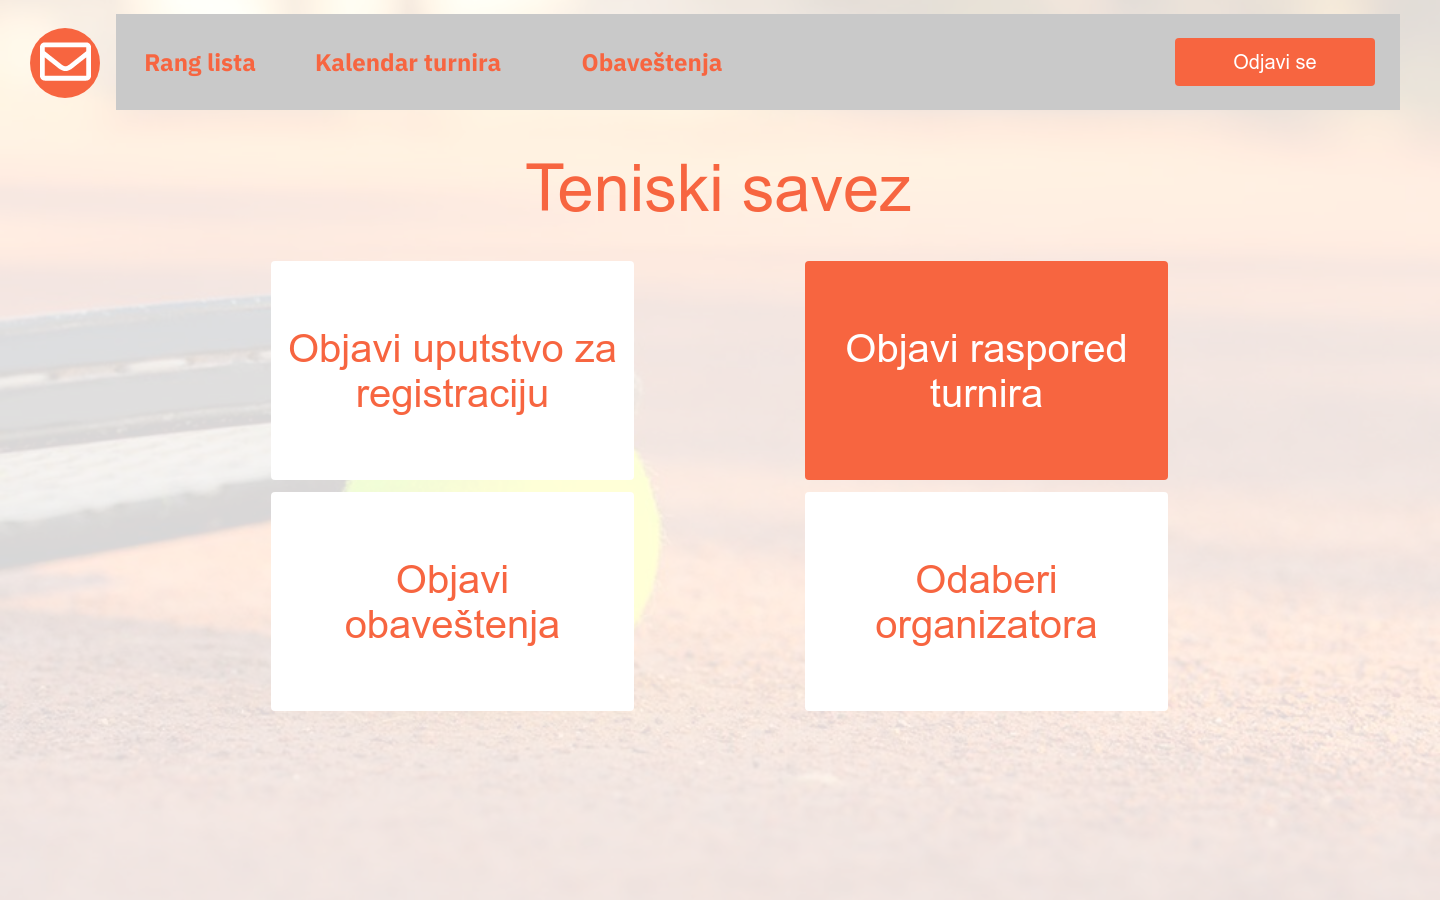 Rang lista
Kalendar turnira
Obaveštenja
Odjavi se
Teniski savez
Objavi uputstvo za
registraciju
Objavi raspored
turnira
Objavi
obaveštenja
Odaberi
organizatora